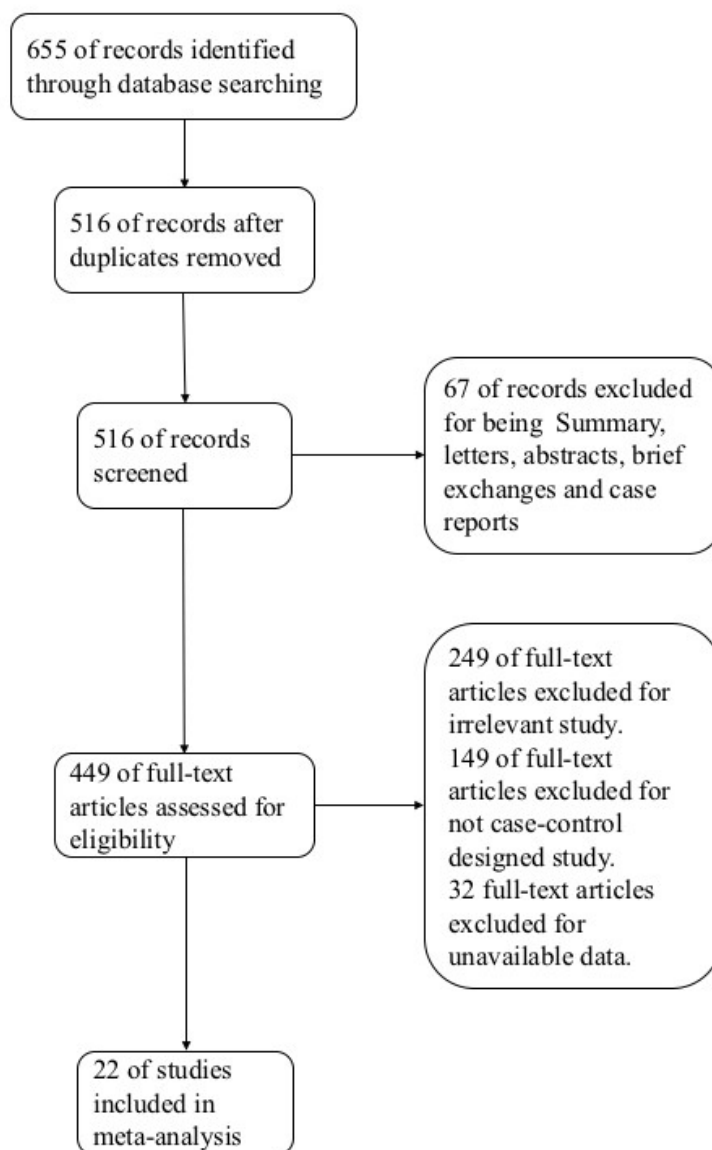 655 of records identified
through database searching
516 of records after
duplicates removed
516 of records
screened
67 of records excluded
for being Summary,
letters, abstracts, brief
exchanges and case
reports
449 of full-text
articles assessed for
eligibility
249 of full-text
articles excluded for
irrelevant study.
149 of full-text
articles excluded for
not case-control
designed study.
32 full-text articles
excluded for
unavailable data.
22 of studies
included in
meta-analysis